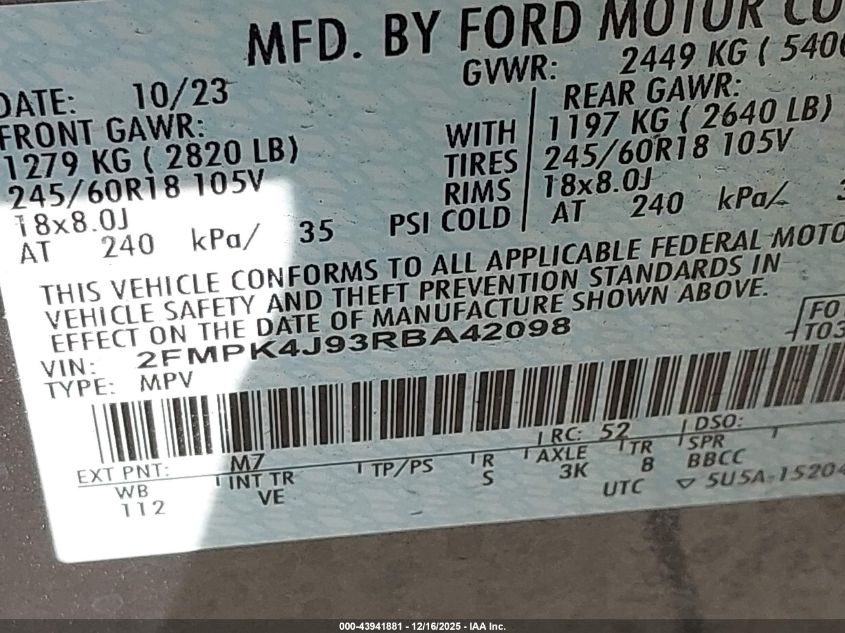 MFD. BY FORD MOTOR CO
DATE: 10/23 GVWR: 2449 KG ( 540
FRONT GAWR: REAR GAWR:
1279 KG ( 2820 LB) WITH 1197 KG ( 2640 LB)
245/60R18 105V TIRES 245/60R18 105V
18x8.0J RIMS 18x8.0J
AT 240 kPa/ 35 PSI COLD AT 240 kPa/
THIS VEHICLE CONFORMS TO ALL APPLICABLE FEDERAL MOTO
VEHICLE SAFETY AND THEFT PREVENTION STANDARDS IN
EFFECT ON THE DATE OF MANUFACTURE SHOWN ABOVE.
VIN: 2FMPK4J93RBA42098 FO
TYPE: MPV TO3
EXT PNT: M7 RC: 52 DSO:
WB INT TR TP/PS R AXLE TR SPR
112 VE S 3K 8 BBCC
UTC ▽ 5U5A-15204
000-43941881 - 12/16/2025 - IAA Inc.